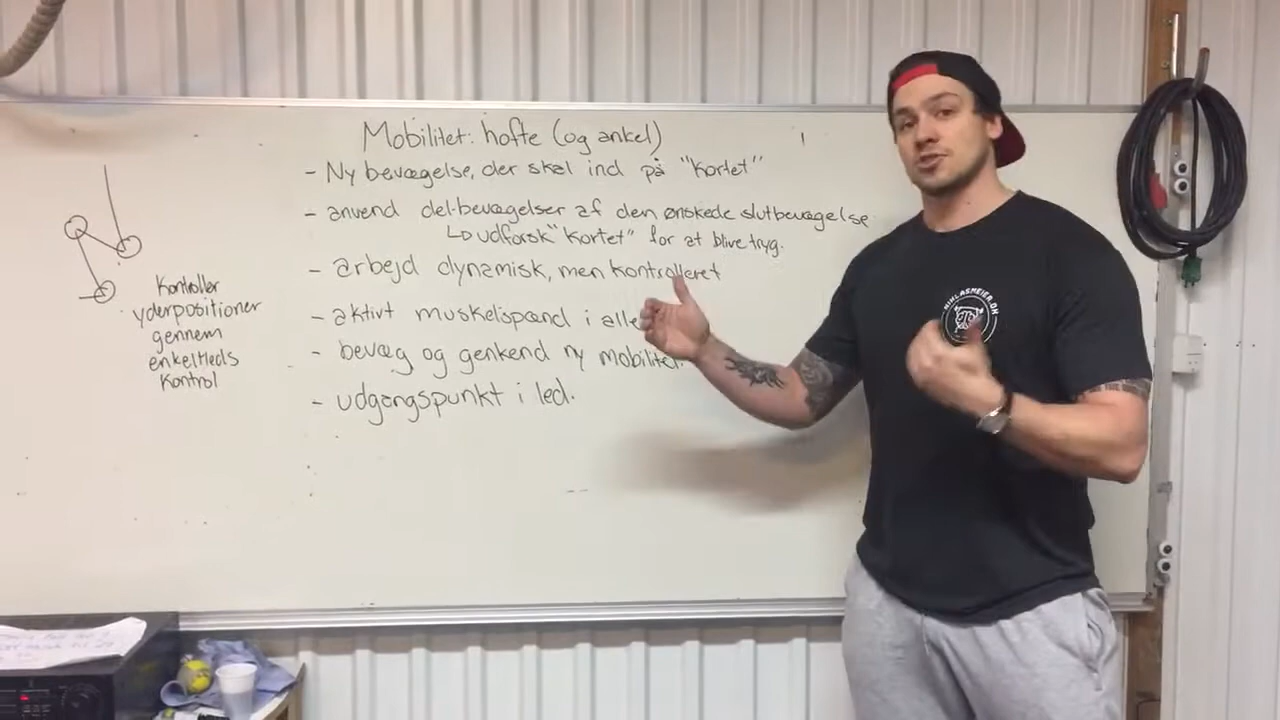 Mobilitet: hofte (og ankel)
- Ny bevægelse, der skal ind på "kortet"
- anvend del-bevægelser af den ønskede slutbevægelse
udforsk "kortet" for at blive tryg.
- arbejd dynamisk, men kontrolleret
- aktivt muskelspænd i alle
- bevæg og genkend ny mobilitet.
- udgangspunkt i led.
Kontroller
yderpositioner
gennem
enkeltleds
kontrol
NIKLASMEIER.DK